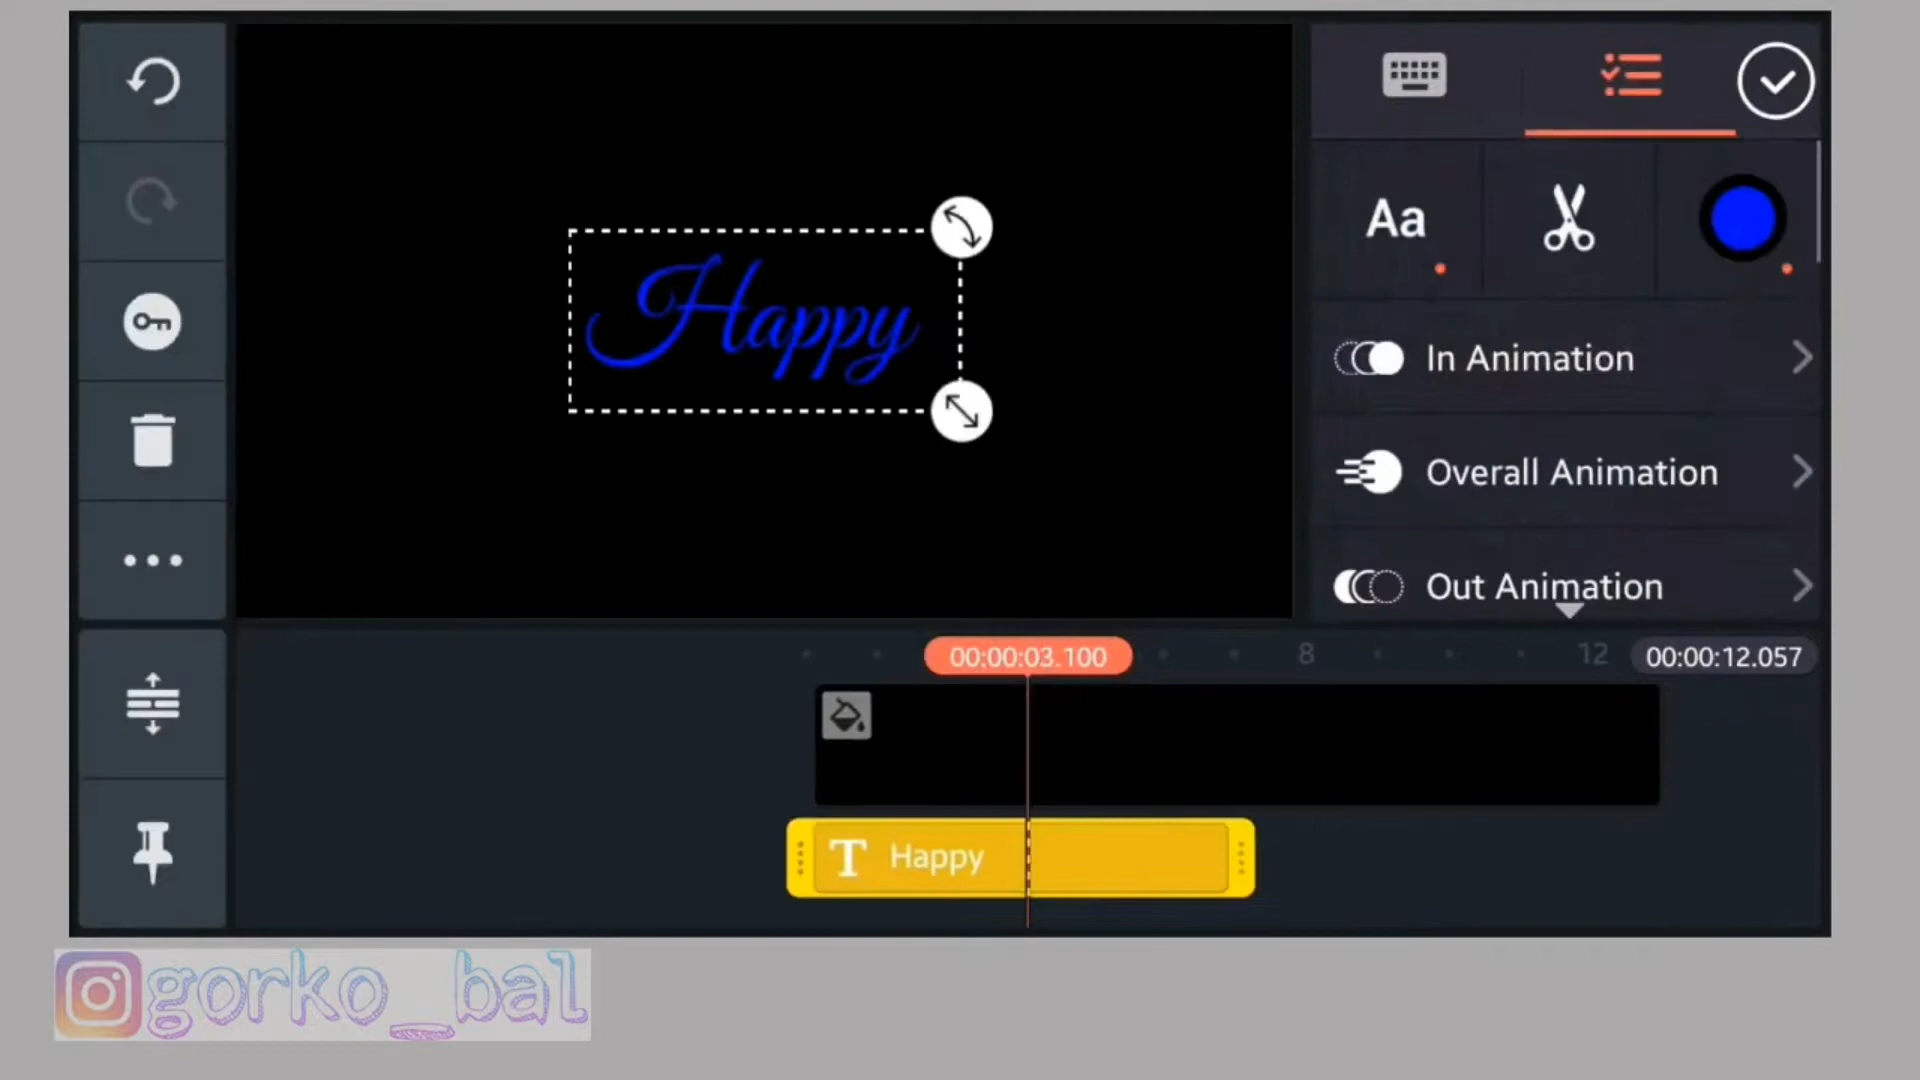 Aa
Happy
In Animation
Overall Animation
Out Animation
00:00:03.100
8
12
00:00:12.057
T Happy
gorko_bal